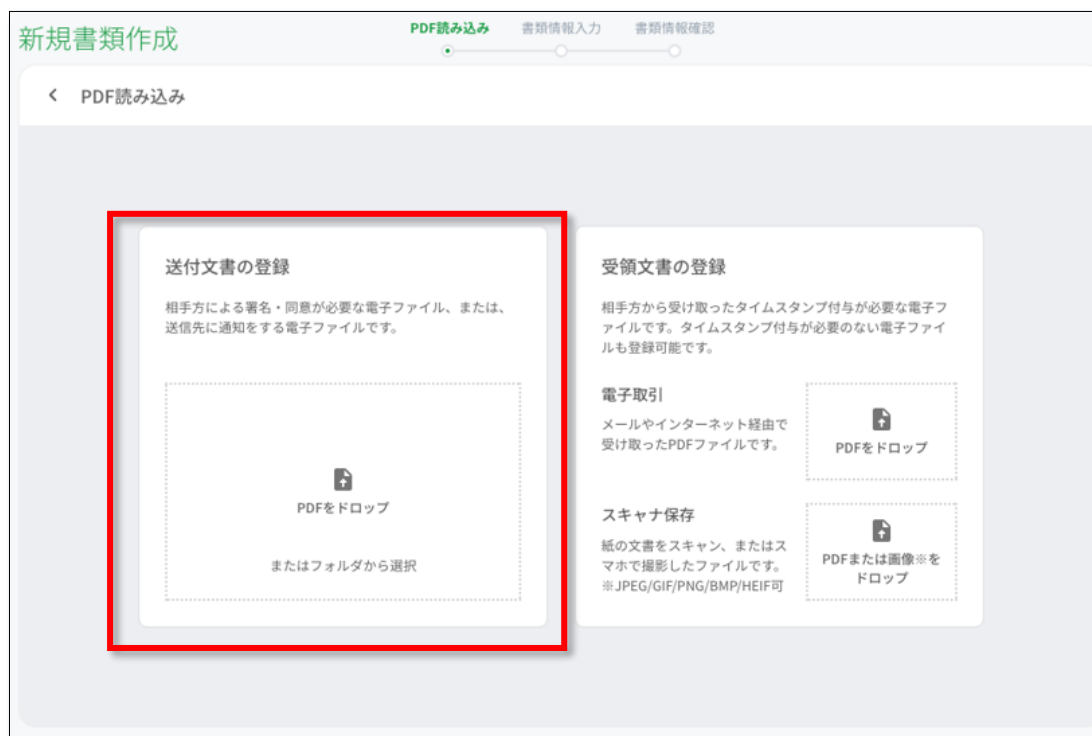 新規書類作成
PDF読み込み
書類情報入力
書類情報確認
PDF読み込み
送付文書の登録
相手方による署名・同意が必要な電子ファイル、または、
送信先に通知をする電子ファイルです。
PDFをドロップ
またはフォルダから選択
受領文書の登録
相手方から受け取ったタイムスタンプ付与が必要な電子フ
ァイルです。タイムスタンプ付与が必要のない電子ファイ
ルも登録可能です。
電子取引
メールやインターネット経由で
受け取ったPDFファイルです。
PDFをドロップ
スキャナ保存
紙の文書をスキャン、またはス
マホで撮影したファイルです。
※JPEG/GIF/PNG/BMP/HEIF可
PDFまたは画像※を
ドロップ